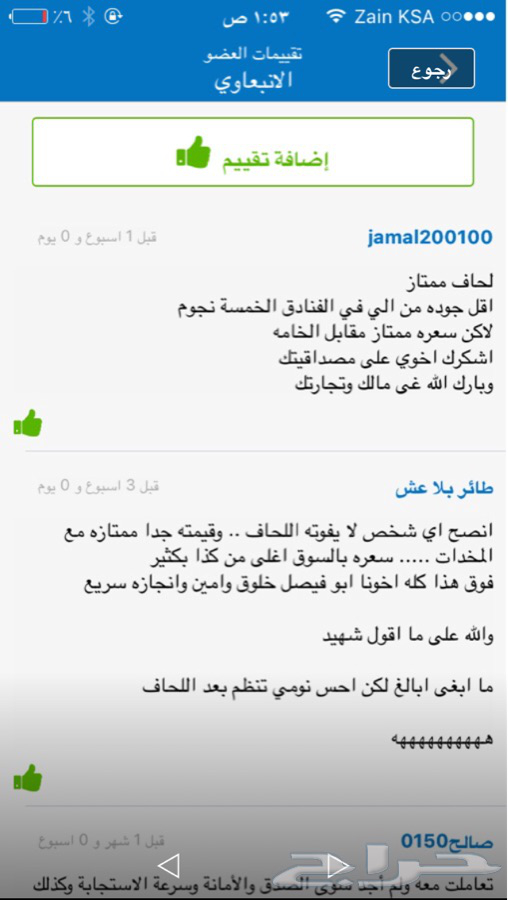 ٪٦ ١:٥٣ ص Zain KSA
تقييمات العضو
الانبعاوي
رجوع
إضافة تقييم
jamal200100
قبل 1 اسبوع و 0 يوم
لحاف ممتاز
اقل جوده من الي في الفنادق الخمسة نجوم
لاكن سعره ممتاز مقابل الخامه
اشكرك اخوي على مصداقيتك
وبارك الله غى مالك وتجارتك
طائر بلا عش
قبل 3 اسبوع و 0 يوم
انصح اي شخص لا يفوته اللحاف .. وقيمته جدا ممتازه مع
المخدات ..... سعره بالسوق اغلى من كذا بكثير
فوق هذا كله اخونا ابو فيصل خلوق وامين وانجازه سريع
والله على ما اقول شهيد
ما ابغى ابالغ لكن احس نومي تنظم بعد اللحاف
هههههههههه
صالح0150
قبل 1 شهر و 0 اسبوع
تعاملت معه ولم أجد سوى الصدق والأمانة وسرعة الاستجابة وكذلك
حراج